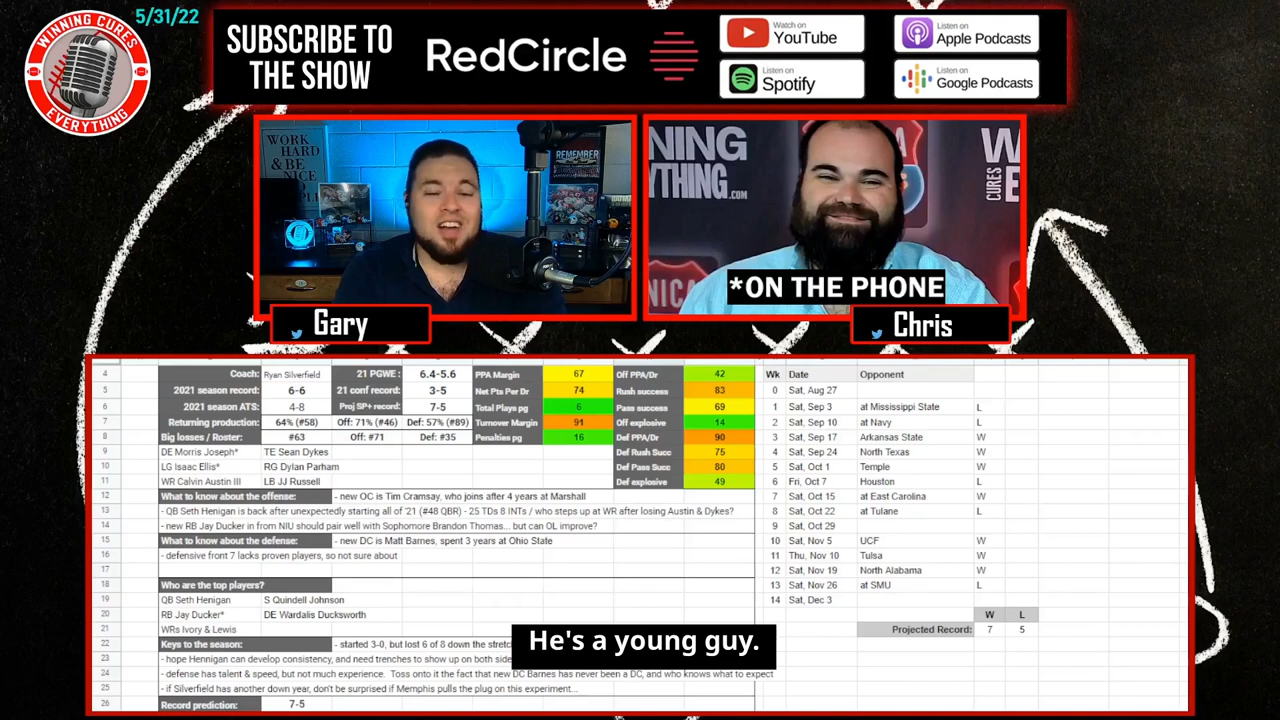 5/31/22
WINNING CURES
EVERYTHING
SUBSCRIBE TO
THE SHOW
RedCircle
Watch on
YouTube
Listen on
Spotify
Listen on
Apple Podcasts
Listen on
Google Podcasts
WORK
HARD
& BE
NICE
REMEMBER
NING
YTHING
.COM
CURES
*ON THE PHONE
Gary
Chris
4 Coach: Ryan Silverfield 21 PGWE : 6.4-5.6 PPA Margin 67 Off PPA/Dr 42
5 2021 season record: 6-6 21 conf record: 3-5 Net Pts Per Dr 74 Rush success 83
6 2021 season ATS: 4-8 Proj SP+ record: 7-5 Total Plays pg 6 Pass success 69
7 Returning production: 64% (#58) Off: 71% (#46) Def: 57% (#89) Turnover Margin 91 Off explosive 14
8 Big losses / Roster: #63 Off: #71 Def: #35 Penalties pg 16 Def PPA/Dr 90
9 DE Morris Joseph* TE Sean Dykes Def Rush Succ 75
10 LG Isaac Ellis* RG Dylan Parham Def Pass Succ 80
11 WR Calvin Austin III LB JJ Russell Def explosive 49
12 What to know about the offense: - new OC is Tim Cramsay, who joins after 4 years at Marshall
13 - QB Seth Henigan is back after unexpectedly starting all of '21 (#48 QBR) - 25 TDs 8 INTs / who steps up at WR after losing Austin & Dykes?
14 - new RB Jay Ducker in from NIU should pair well with Sophomore Brandon Thomas... but can OL improve?
15 What to know about the defense: - new DC is Matt Barnes, spent 3 years at Ohio State
16 - defensive front 7 lacks proven players, so not sure about
17
18 Who are the top players?
19 QB Seth Henigan S Quindell Johnson
20 RB Jay Ducker* DE Wardalis Ducksworth
21 WRs Ivory & Lewis
22 Keys to the season: - started 3-0, but lost 6 of 8 down the stretc
23 - hope Hennigan can develop consistency, and need trenches to show up on both side
24 - defense has talent & speed, but not much experience. Toss onto it the fact that new DC Barnes has never been a DC, and who knows what to expect
25 - if Silverfield has another down year, don't be surprised if Memphis pulls the plug on this experiment...
26 Record prediction: 7-5
Wk Date Opponent
0 Sat, Aug 27
1 Sat, Sep 3 at Mississippi State L
2 Sat, Sep 10 at Navy L
3 Sat, Sep 17 Arkansas State W
4 Sat, Sep 24 North Texas W
5 Sat, Oct 1 Temple W
6 Fri, Oct 7 Houston L
7 Sat, Oct 15 at East Carolina W
8 Sat, Oct 22 at Tulane L
9 Sat, Oct 29
10 Sat, Nov 5 UCF W
11 Thu, Nov 10 Tulsa W
12 Sat, Nov 19 North Alabama W
13 Sat, Nov 26 at SMU L
14 Sat, Dec 3
W L
Projected Record: 7 5
He's a young guy.